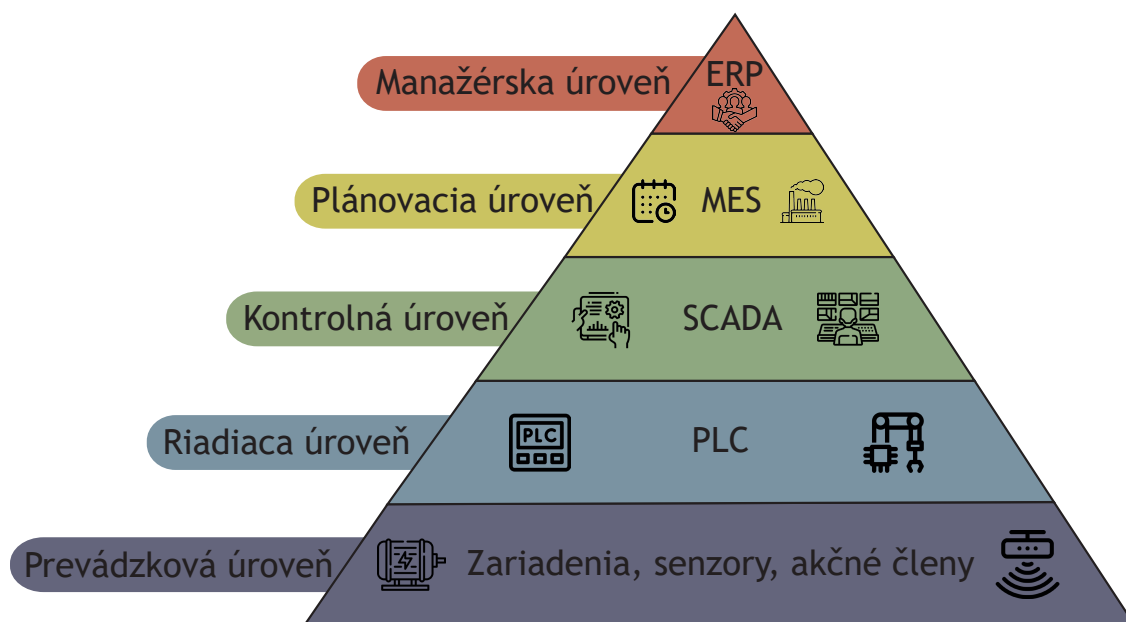 Manažérska úroveň
ERP
Plánovacia úroveň
MES
Kontrolná úroveň
SCADA
Riadiaca úroveň
PLC
PLC
Prevádzková úroveň
Zariadenia, senzory, akčné členy